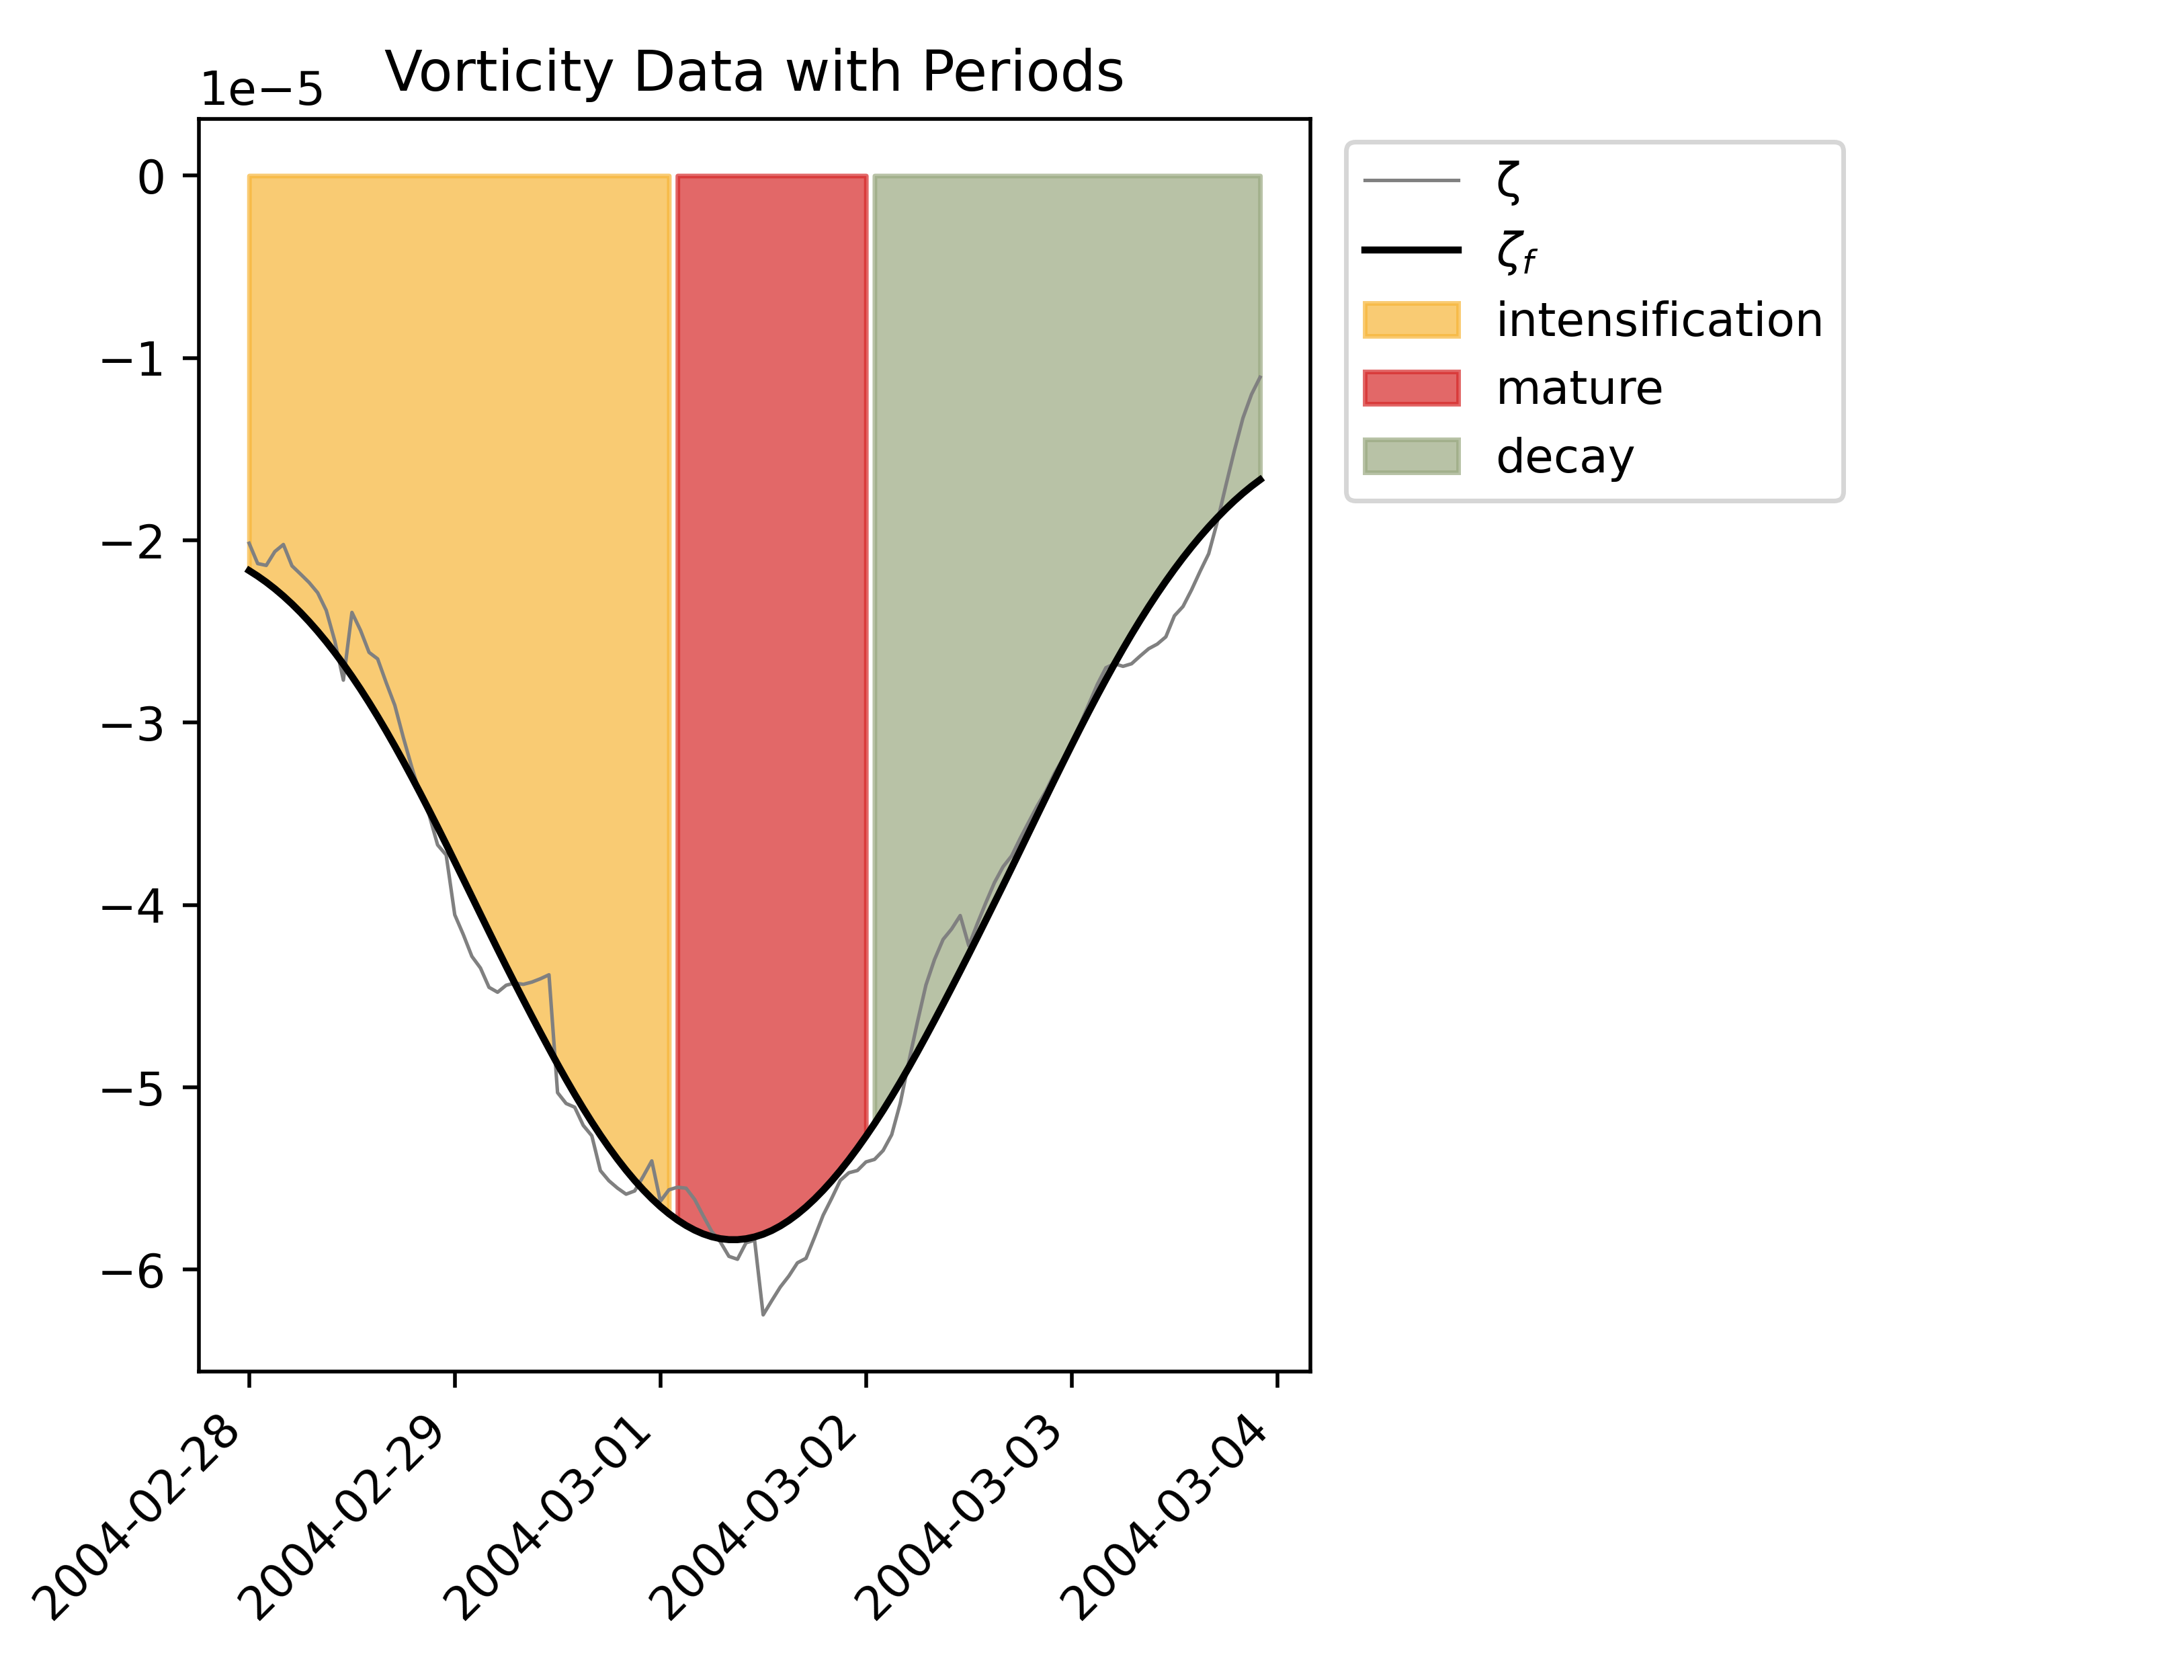 Vorticity Data with Periods
1e−5
0
−1
−2
−3
−4
−5
−6
2004-02-28
2004-02-29
2004-03-01
2004-03-02
2004-03-03
2004-03-04
ζ
ζf
intensification
mature
decay